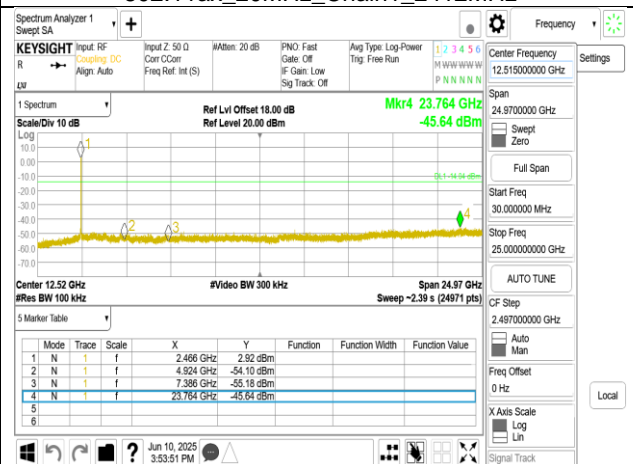 Spectrum Analyzer 1
Swept SA
Frequency
KEYSIGHT
R
Input: RF
Coupling: DC
Align: Auto
Input Z: 50 Ω
Corr CCorr
Freq Ref: Int (S)
#Atten: 20 dB
PNO: Fast
Gate: Off
IF Gain: Low
Sig Track: Off
Avg Type: Log-Power
Trig: Free Run
1 2 3 4 5 6
M W W W W W
P N N N N N
1 Spectrum
Scale/Div 10 dB
Ref Lvl Offset 18.00 dB
Ref Level 20.00 dBm
Mkr4 23.764 GHz
-45.64 dBm
Log
10.0
0.00
-10.0
-20.0
-30.0
-40.0
-50.0
-60.0
-70.0
1
2
3
4
Center 12.52 GHz
#Res BW 100 kHz
#Video BW 300 kHz
Span 24.97 GHz
Sweep ~2.39 s (24971 pts)
5 Marker Table
Mode Trace Scale X Y Function Function Width Function Value
1 N 1 f 2.466 GHz 2.92 dBm
2 N 1 f 4.924 GHz -54.10 dBm
3 N 1 f 7.386 GHz -55.18 dBm
4 N 1 f 23.764 GHz -45.64 dBm
5
6
Jun 10, 2025
3:53:51 PM
Center Frequency
12.515000000 GHz
Settings
Span
24.9700000 GHz
Swept
Zero
Full Span
Start Freq
30.000000 MHz
Stop Freq
25.000000000 GHz
AUTO TUNE
CF Step
2.497000000 GHz
Auto
Man
Freq Offset
0 Hz
Local
X Axis Scale
Log
Lin
Signal Track